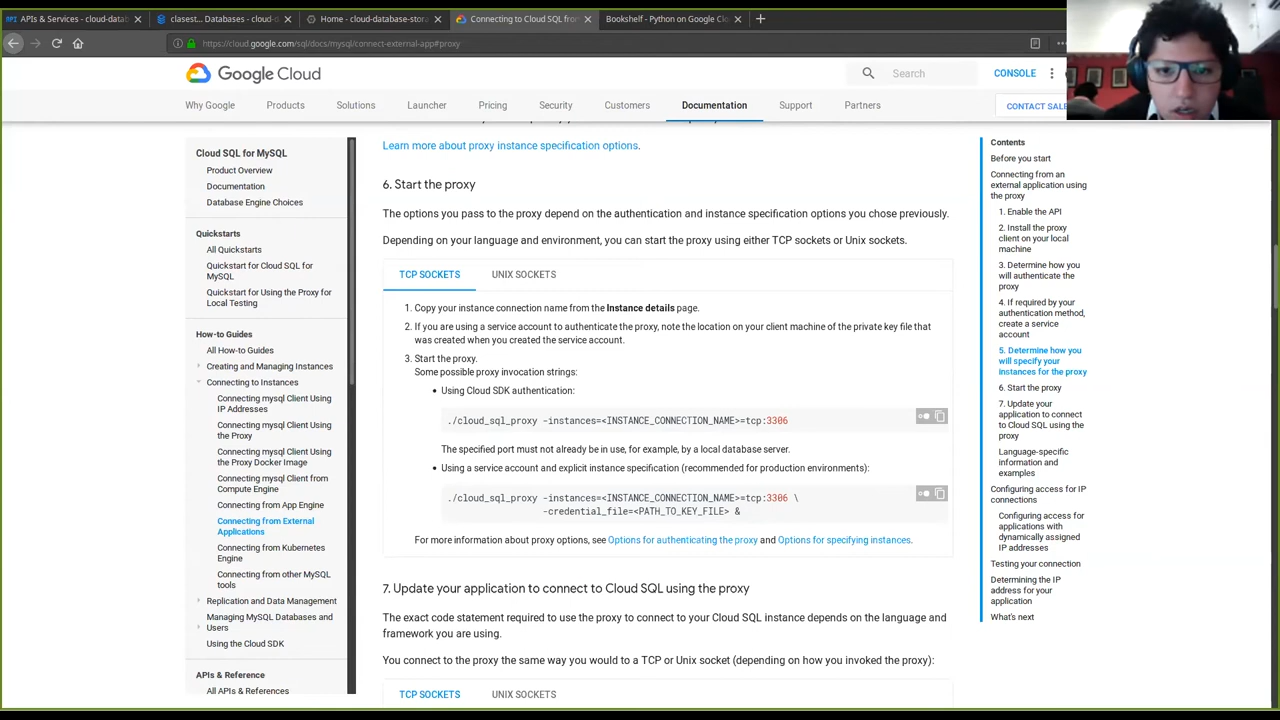 APIs & Services - cloud-datab
clasest... Databases - cloud-d
Home - cloud-database-stora
Connecting to Cloud SQL from
Bookshelf - Python on Google Cl
https://cloud.google.com/sql/docs/mysql/connect-external-app#proxy
Google Cloud
Search
CONSOLE
Why Google
Products
Solutions
Launcher
Pricing
Security
Customers
Documentation
Support
Partners
CONTACT SALE
Cloud SQL for MySQL
Product Overview
Documentation
Database Engine Choices
Quickstarts
All Quickstarts
Quickstart for Cloud SQL for
MySQL
Quickstart for Using the Proxy for
Local Testing
How-to Guides
All How-to Guides
Creating and Managing Instances
Connecting to Instances
Connecting mysql Client Using
IP Addresses
Connecting mysql Client Using
the Proxy
Connecting mysql Client Using
the Proxy Docker Image
Connecting mysql Client from
Compute Engine
Connecting from App Engine
Connecting from External
Applications
Connecting from Kubernetes
Engine
Connecting from other MySQL
tools
Replication and Data Management
Managing MySQL Databases and
Users
Using the Cloud SDK
APIs & Reference
All APIs & References
Learn more about proxy instance specification options.
6. Start the proxy
The options you pass to the proxy depend on the authentication and instance specification options you chose previously.
Depending on your language and environment, you can start the proxy using either TCP sockets or Unix sockets.
TCP SOCKETS
UNIX SOCKETS
1. Copy your instance connection name from the Instance details page.
2. If you are using a service account to authenticate the proxy, note the location on your client machine of the private key file that
was created when you created the service account.
3. Start the proxy.
Some possible proxy invocation strings:
• Using Cloud SDK authentication:
./cloud_sql_proxy -instances=<INSTANCE_CONNECTION_NAME>=tcp:3306
The specified port must not already be in use, for example, by a local database server.
• Using a service account and explicit instance specification (recommended for production environments):
./cloud_sql_proxy -instances=<INSTANCE_CONNECTION_NAME>=tcp:3306 \
-credential_file=<PATH_TO_KEY_FILE> &
For more information about proxy options, see Options for authenticating the proxy and Options for specifying instances.
7. Update your application to connect to Cloud SQL using the proxy
The exact code statement required to use the proxy to connect to your Cloud SQL instance depends on the language and
framework you are using.
You connect to the proxy the same way you would to a TCP or Unix socket (depending on how you invoked the proxy):
TCP SOCKETS
UNIX SOCKETS
Contents
Before you start
Connecting from an
external application using
the proxy
1. Enable the API
2. Install the proxy
client on your local
machine
3. Determine how you
will authenticate the
proxy
4. If required by your
authentication method,
create a service
account
5. Determine how you
will specify your
instances for the proxy
6. Start the proxy
7. Update your
application to connect
to Cloud SQL using the
proxy
Language-specific
information and
examples
Configuring access for IP
connections
Configuring access for
applications with
dynamically assigned
IP addresses
Testing your connection
Determining the IP
address for your
application
What's next